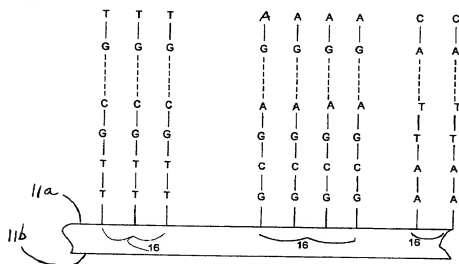 T T T A A A A C C
G G G G G G G A A
C C C A A A A T T
G G G G G G G T T
T T T C C C C A A
T T T G G G G A A
11a
16 16 16
11b